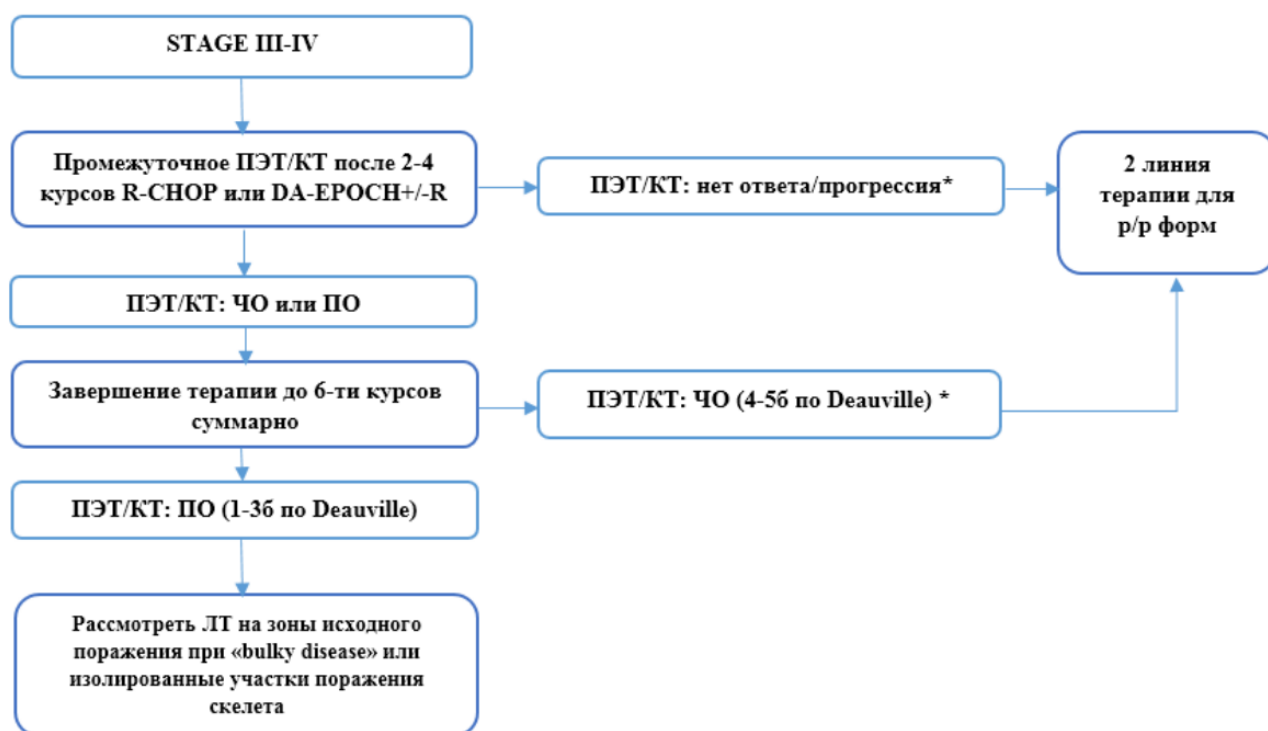 STAGE III-IV
Промежуточное ПЭТ/КТ после 2-4
курсов R-CHOP или DA-EPOCH+/-R
ПЭТ/КТ: нет ответа/прогрессия*
2 линия
терапии для
р/р форм
ПЭТ/КТ: ЧО или ПО
Завершение терапии до 6-ти курсов
суммарно
ПЭТ/КТ: ЧО (4-5б по Deauville) *
ПЭТ/КТ: ПО (1-3б по Deauville)
Рассмотреть ЛТ на зоны исходного
поражения при «bulky disease» или
изолированные участки поражения
скелета